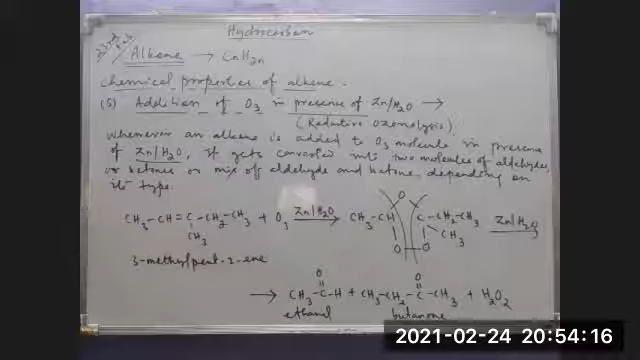 Hydrocarbon
Alkene → CnH2n
Chemical properties of alkene.
(5) Addition of O3 in presence of Zn/H2O →
(Reductive Ozonolysis)
Whenever an alkene is added to O3 molecule in presence
of Zn/H2O, it gets converted into two molecules of aldehydes
or ketones or mix of aldehyde and ketone, depending on
its type.
CH3-CH=C-CH2-CH3 + O3 Zn/H2O → CH3-CH O C-CH2-CH3 Zn/H2O →
CH3 O-O CH3
3-methylpent-2-ene
→ CH3-C-H + CH3-CH2-C-CH3 + H2O2
O O
ethanal butanone
2021-02-24 20:54:16